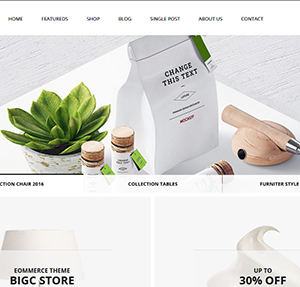 HOME FEATUREDS SHOP BLOG SINGLE POST ABOUT US CONTACT
CHANGE
THIS TEXT
MOCKUP
CTION CHAIR 2016 COLLECTION TABLES FURNITER STYLE
EOMMERCE THEME
BIGC STORE
UP TO
30% OFF